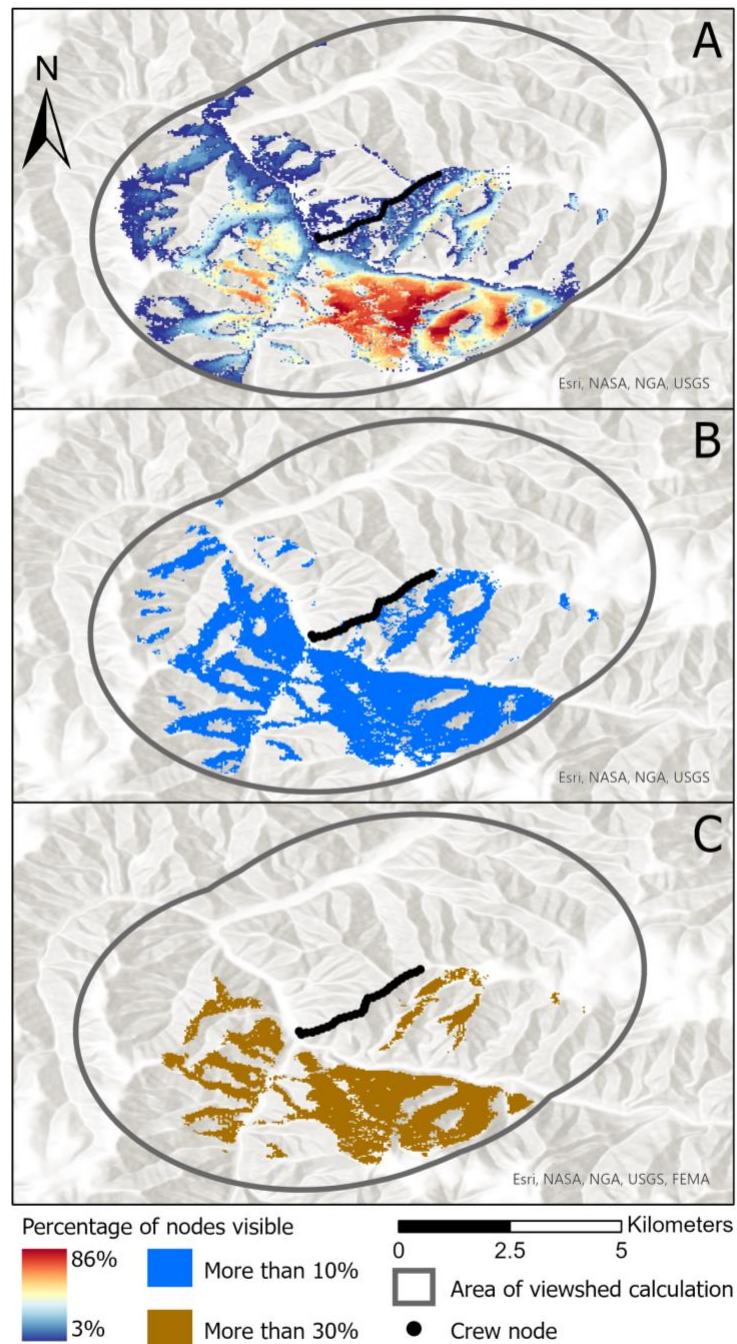 A
N
Esri, NASA, NGA, USGS
B
Esri, NASA, NGA, USGS
C
Esri, NASA, NGA, USGS, FEMA
Percentage of nodes visible
86%
3%
More than 10%
More than 30%
Kilometers
0 2.5 5
Area of viewshed calculation
Crew node